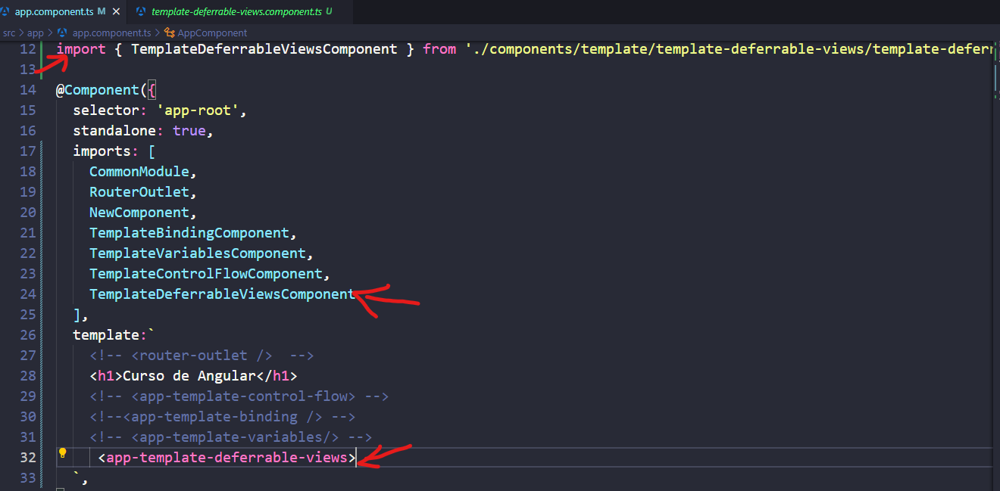 app.component.ts M ×
template-deferrable-views.component.ts U
src > app > app.component.ts > AppComponent
12 import { TemplateDeferrableViewsComponent } from './components/template/template-deferrable-views/template-deferr
13
14 @Component({
15 selector: 'app-root',
16 standalone: true,
17 imports: [
18 CommonModule,
19 RouterOutlet,
20 NewComponent,
21 TemplateBindingComponent,
22 TemplateVariablesComponent,
23 TemplateControlFlowComponent,
24 TemplateDeferrableViewsComponent
25 ],
26 template:`
27 <!-- <router-outlet />  -->
28 <h1>Curso de Angular</h1>
29 <!-- <app-template-control-flow> -->
30 <!--<app-template-binding /> -->
31 <!-- <app-template-variables/> -->
32 <app-template-deferrable-views>
33 `,